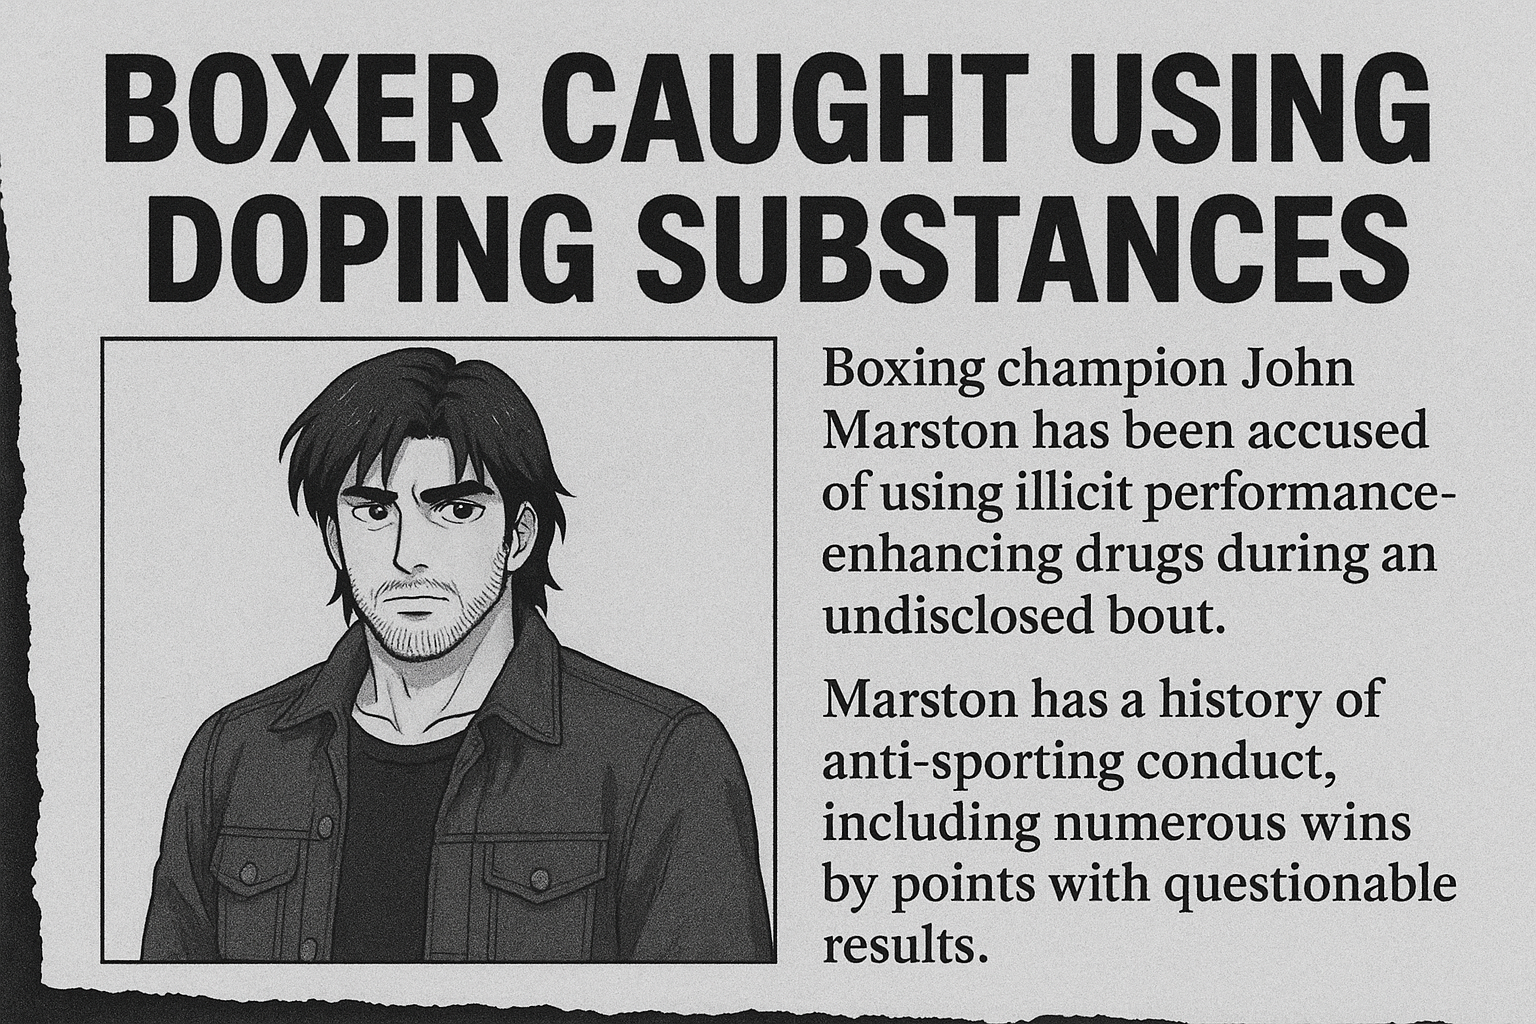 BOXER CAUGHT USING
DOPING SUBSTANCES
Boxing champion John
Marston has been accused
of using illicit performance-
enhancing drugs during an
undisclosed bout.
Marston has a history of
anti-sporting conduct,
including numerous wins
by points with questionable
results.